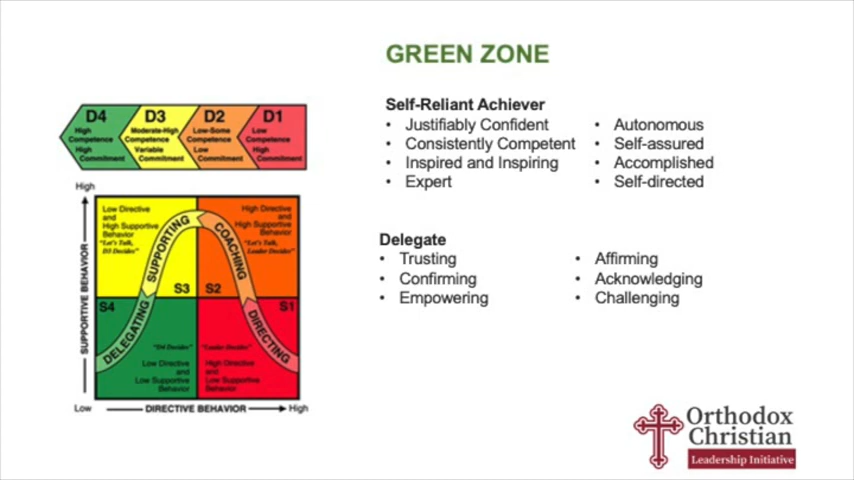 GREEN ZONE
D4
High
Competence
High
Commitment
D3
Moderate-High
Competence
Variable
Commitment
D2
Low-Some
Competence
Low
Commitment
D1
Low
Competence
High
Commitment
High
SUPPORTIVE BEHAVIOR
Low Directive
and
High Supportive
Behavior
"Let's Talk,
D3 Decides"
High Directive
and
High Supportive
Behavior
"Let's Talk,
Leader Decides"
SUPPORTING
COACHING
S3
S2
S4
S1
DELEGATING
DIRECTING
"D4 Decides"
"Leader Decides"
Low Directive
and
Low Supportive
Behavior
High Directive
and
Low Supportive
Behavior
Low
DIRECTIVE BEHAVIOR
High
Self-Reliant Achiever
• Justifiably Confident
• Consistently Competent
• Inspired and Inspiring
• Expert
• Autonomous
• Self-assured
• Accomplished
• Self-directed
Delegate
• Trusting
• Confirming
• Empowering
• Affirming
• Acknowledging
• Challenging
Orthodox
Christian
Leadership Initiative